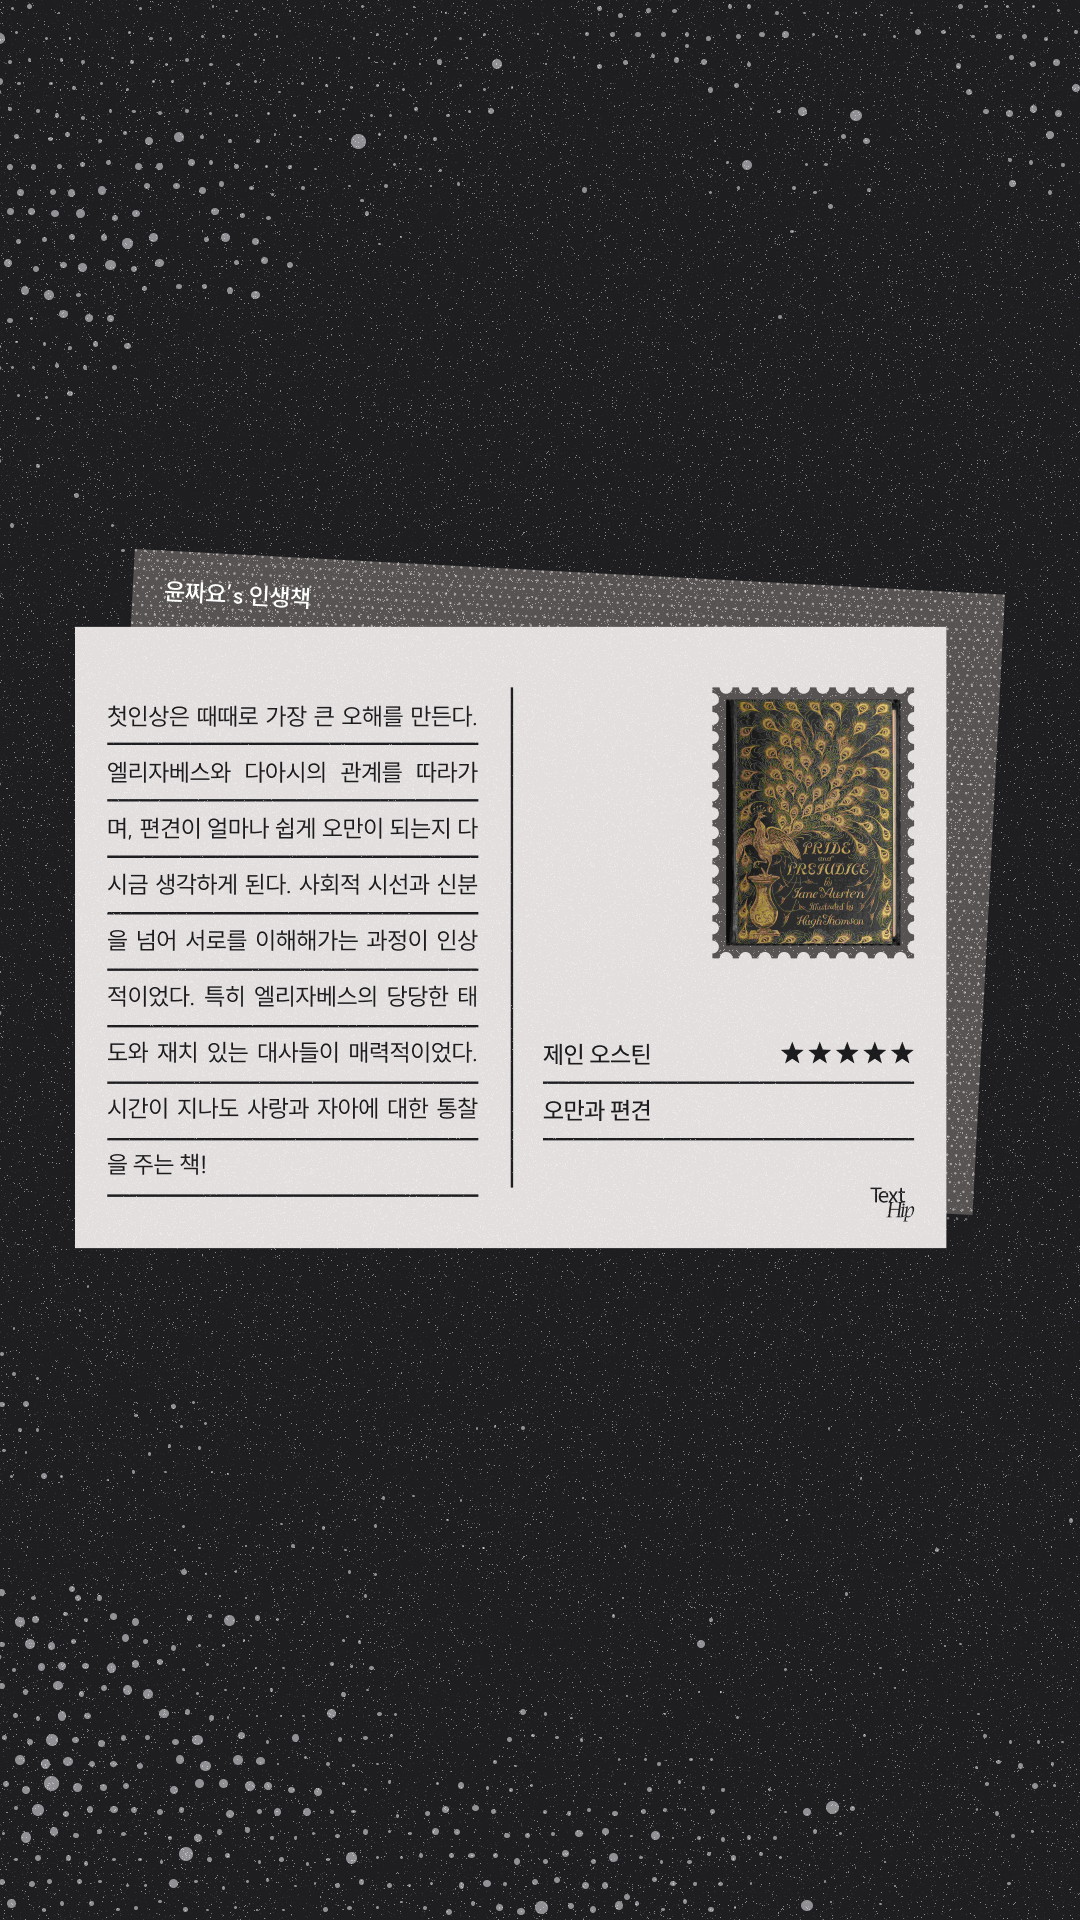 윤짜요's 인생책
첫인상은 때때로 가장 큰 오해를 만든다.
엘리자베스와 다아시의 관계를 따라가
며, 편견이 얼마나 쉽게 오만이 되는지 다
시금 생각하게 된다. 사회적 시선과 신분
을 넘어 서로를 이해해가는 과정이 인상
적이었다. 특히 엘리자베스의 당당한 태
도와 재치 있는 대사들이 매력적이었다.
시간이 지나도 사랑과 자아에 대한 통찰
을 주는 책!
PRIDE
and
PREJUDICE
by
Jane Austen
Illustrated by
Hugh Thomson
제인 오스틴 ★★★★★
오만과 편견
Text
Hip